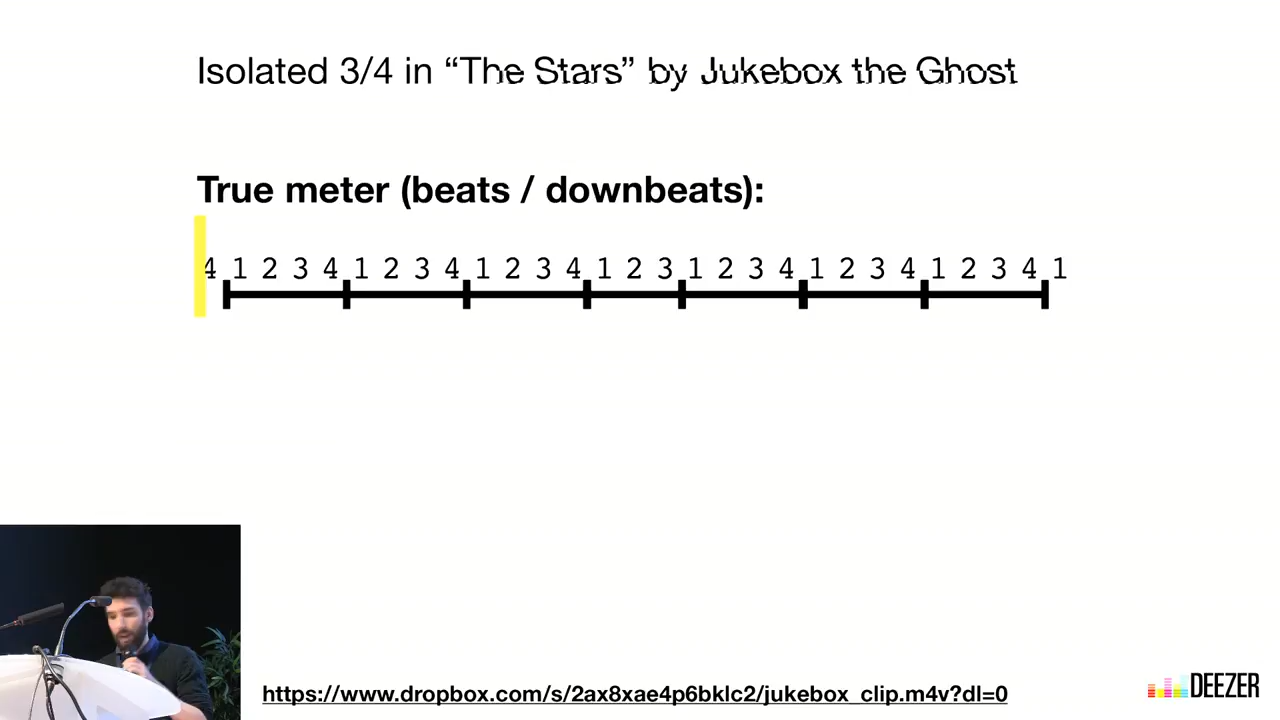 Isolated 3/4 in “The Stars” by Jukebox the Ghost
True meter (beats / downbeats):
4 1 2 3 4 1 2 3 4 1 2 3 4 1 2 3 1 2 3 4 1 2 3 4 1 2 3 4 1
https://www.dropbox.com/s/2ax8xae4p6bklc2/jukebox_clip.m4v?dl=0
DEEZER